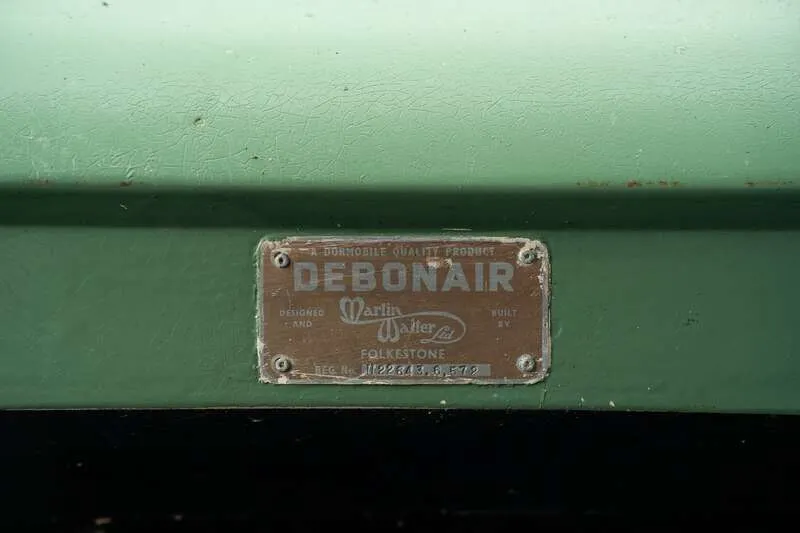 A DORMOBILE QUALITY PRODUCT
DEBONAIR
DESIGNED AND
Martin Walter Ltd
BUILT BY
FOLKESTONE
REG. No.